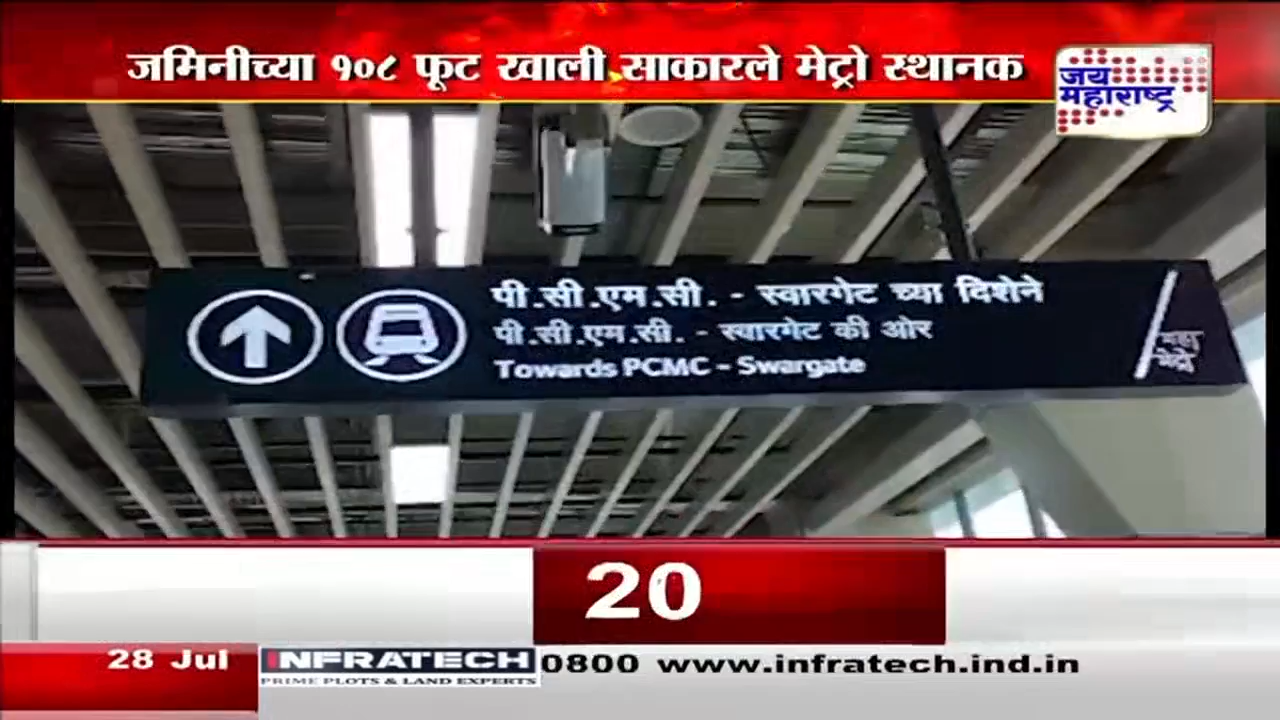 जमिनीच्या १०८ फूट खाली साकारले मेट्रो स्थानक
जय
महाराष्ट्र
पी.सी.एम.सी. - स्वारगेट च्या दिशेने
पी.सी.एम.सी. - स्वारगेट की ओर
Towards PCMC - Swargate
महा
मेट्रो
20
28 Jul
INFRATECH
PRIME PLOTS & LAND EXPERTS
0800 www.infratech.ind.in